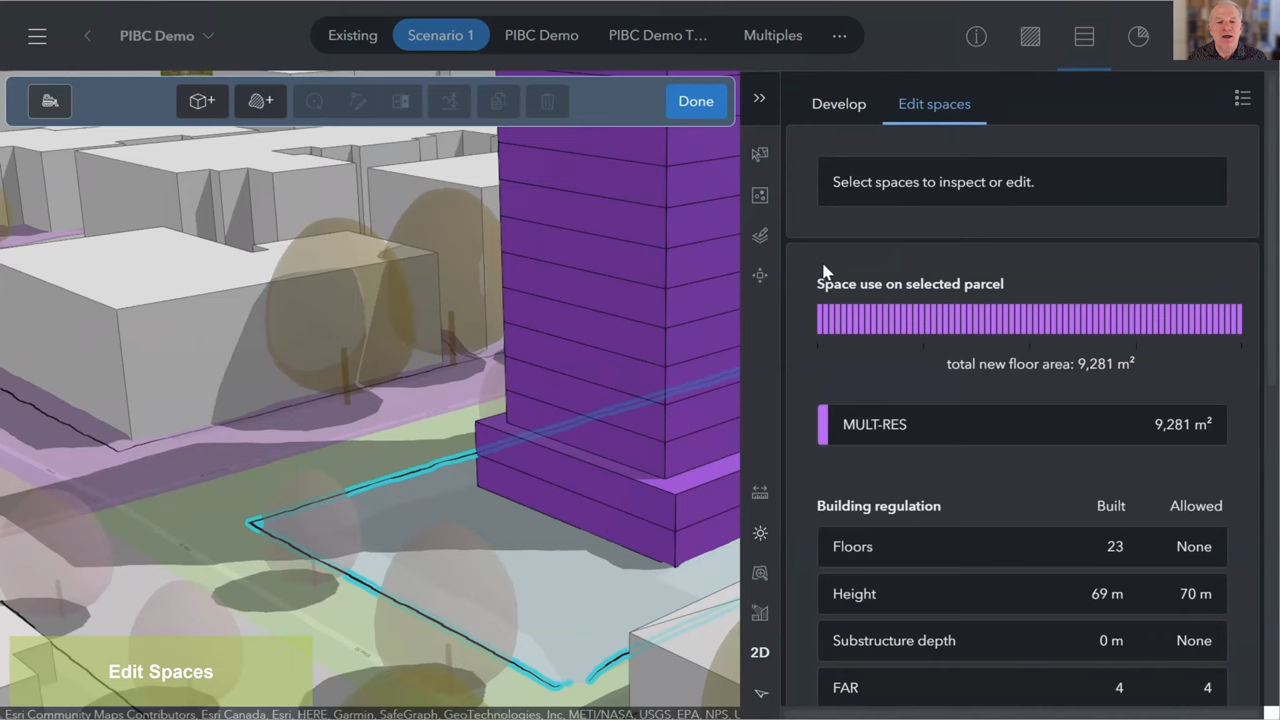 PIBC Demo
Existing
Scenario 1
PIBC Demo
PIBC Demo T...
Multiples
Done
Develop
Edit spaces
Select spaces to inspect or edit.
Space use on selected parcel
total new floor area: 9,281 m²
MULT-RES 9,281 m²
Building regulation Built Allowed
Floors 23 None
Height 69 m 70 m
Substructure depth 0 m None
FAR 4 4
2D
Edit Spaces
Esri Community Maps Contributors, Esri Canada, Esri, HERE, Garmin, SafeGraph, GeoTechnologies, Inc, METI/NASA, USGS, EPA, NPS, U